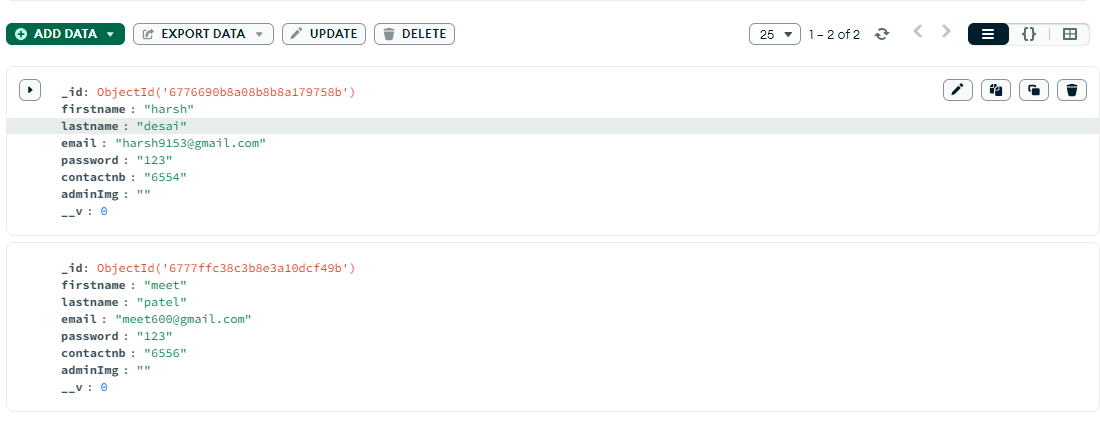 ADD DATA EXPORT DATA UPDATE DELETE 25 1 – 2 of 2 {}
_id: ObjectId('6776690b8a08b8b8a179758b')
firstname : "harsh"
lastname : "desai"
email : "harsh9153@gmail.com"
password : "123"
contactnb : "6554"
adminImg : ""
__v : 0
_id: ObjectId('6777ffc38c3b8e3a10dcf49b')
firstname : "meet"
lastname : "patel"
email : "meet600@gmail.com"
password : "123"
contactnb : "6556"
adminImg : ""
__v : 0